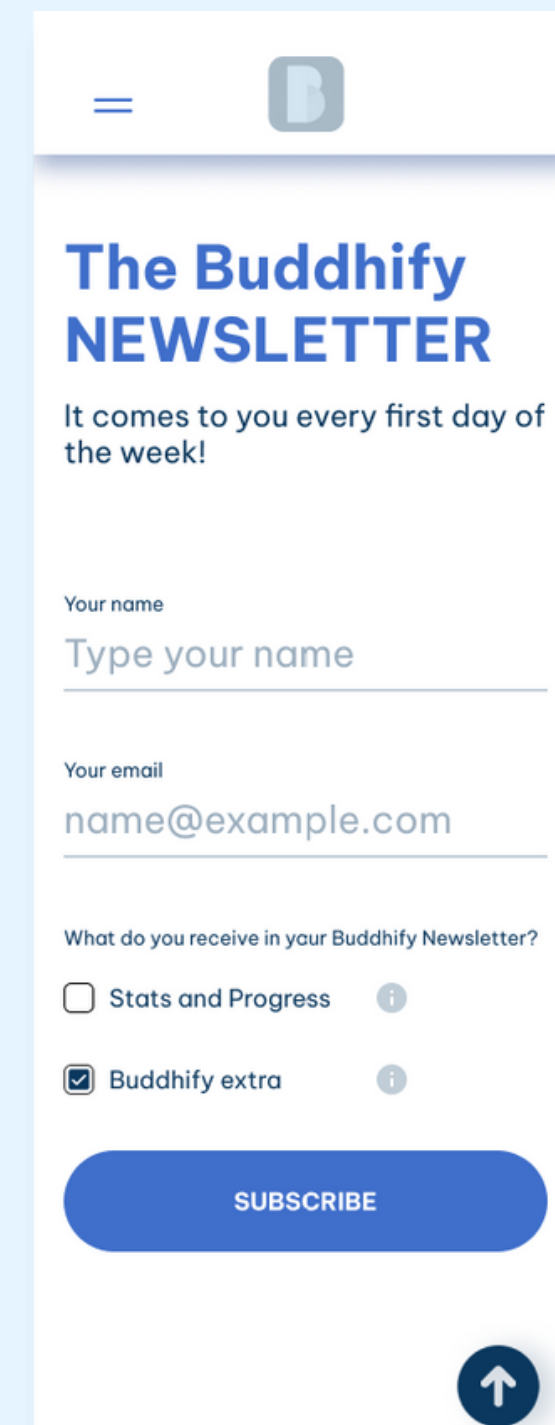 B
The Buddhify
NEWSLETTER
It comes to you every first day of
the week!
Your name
Type your name
Your email
name@example.com
What do you receive in your Buddhify Newsletter?
Stats and Progress
Buddhify extra
SUBSCRIBE